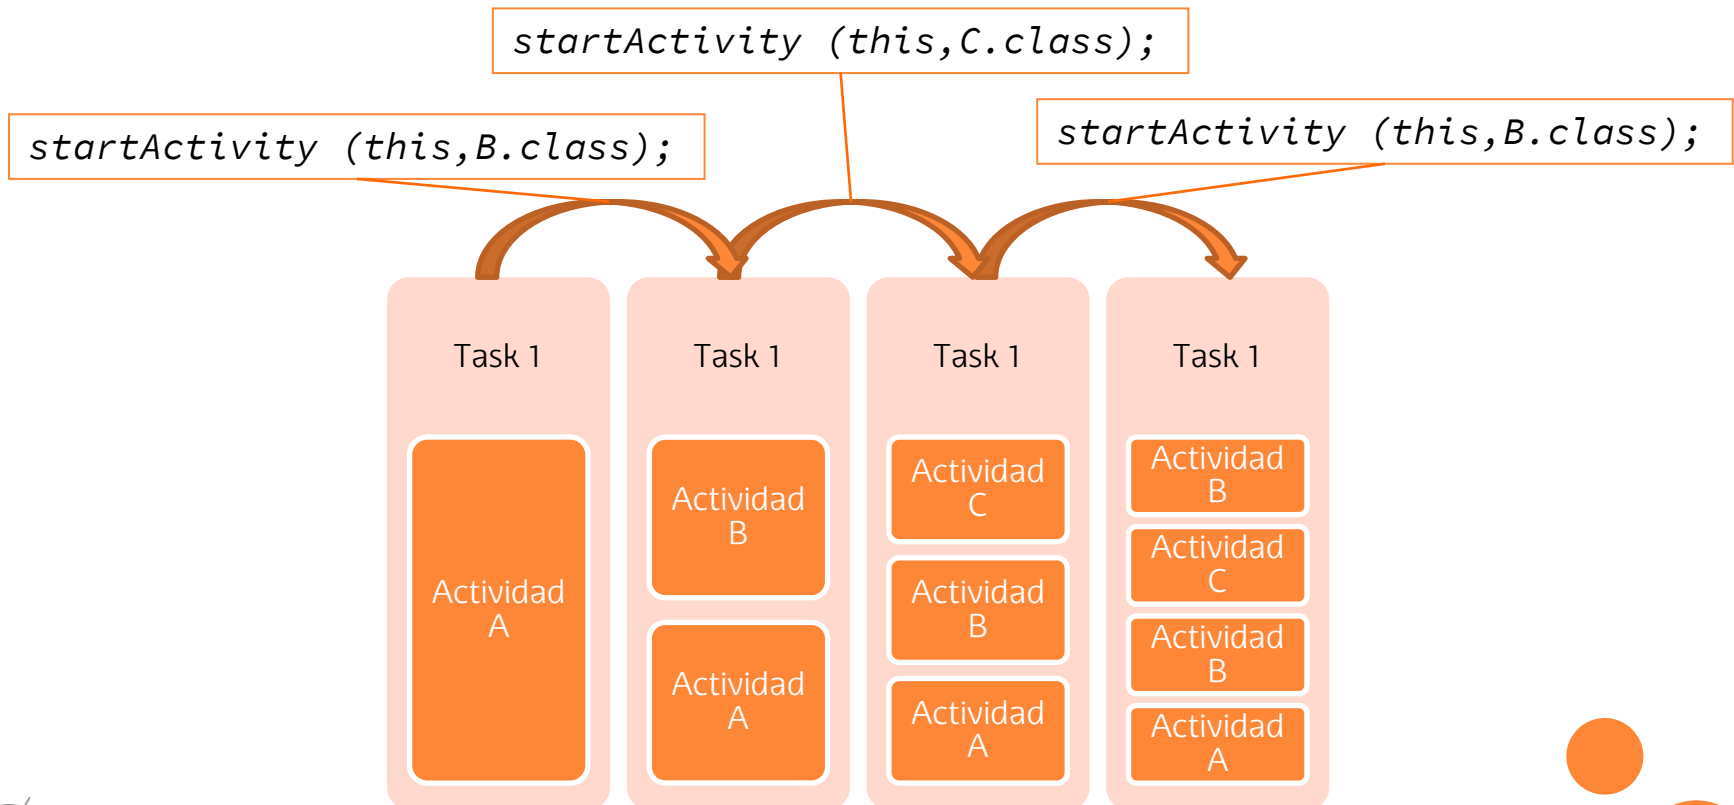 startActivity (this,C.class);
startActivity (this,B.class);
startActivity (this,B.class);
Task 1
Actividad
A
Task 1
Actividad
B
Actividad
A
Task 1
Actividad
C
Actividad
B
Actividad
A
Task 1
Actividad
B
Actividad
C
Actividad
B
Actividad
A